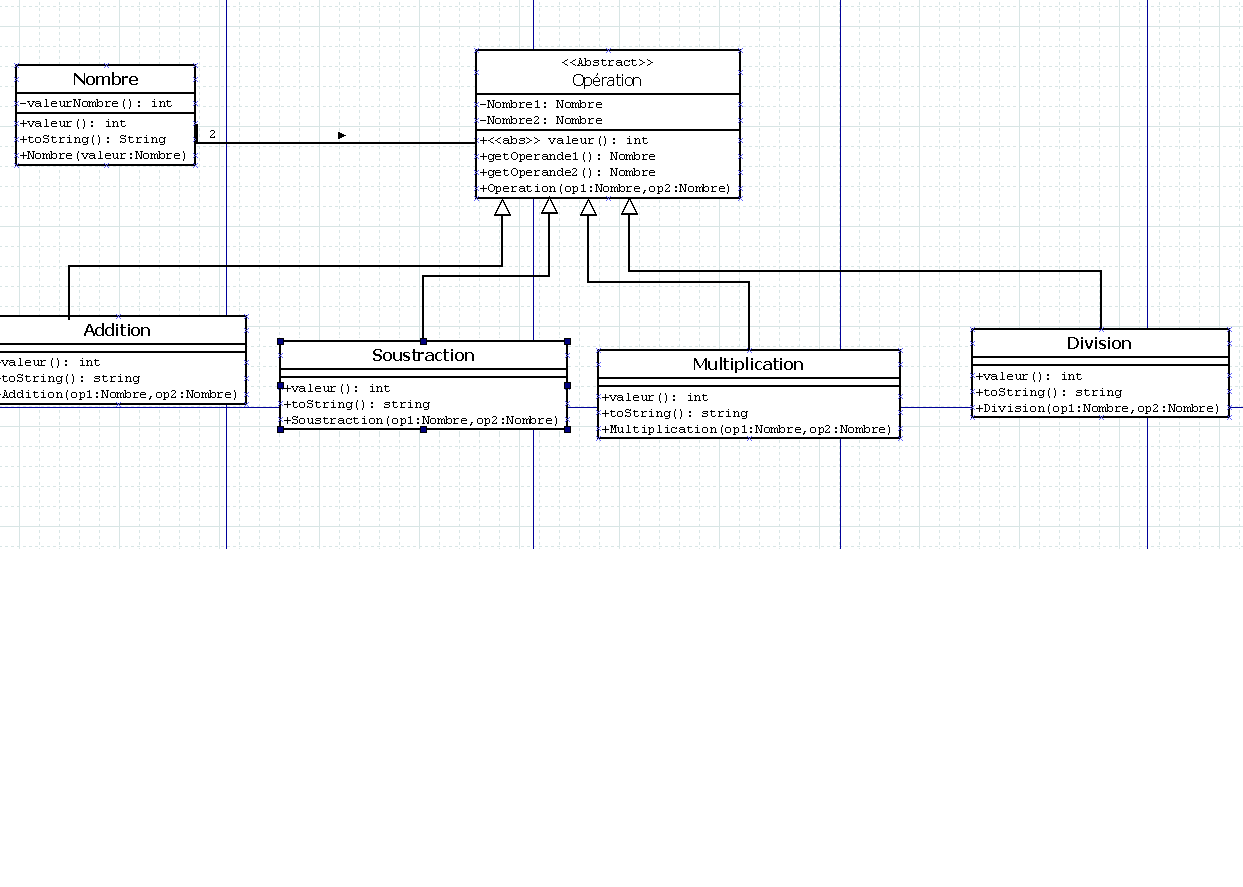 Nombre
-valeurNombre(): int
+valeur(): int
+toString(): String
+Nombre(valeur:Nombre)
2
<<Abstract>>
Opération
-Nombre1: Nombre
-Nombre2: Nombre
+<<abs>> valeur(): int
+getOperande1(): Nombre
+getOperande2(): Nombre
+Operation(op1:Nombre,op2:Nombre)
Addition
valeur(): int
toString(): string
Addition(op1:Nombre,op2:Nombre)
Soustraction
+valeur(): int
+toString(): string
+Soustraction(op1:Nombre,op2:Nombre)
Multiplication
+valeur(): int
+toString(): string
+Multiplication(op1:Nombre,op2:Nombre)
Division
+valeur(): int
+toString(): string
+Division(op1:Nombre,op2:Nombre)